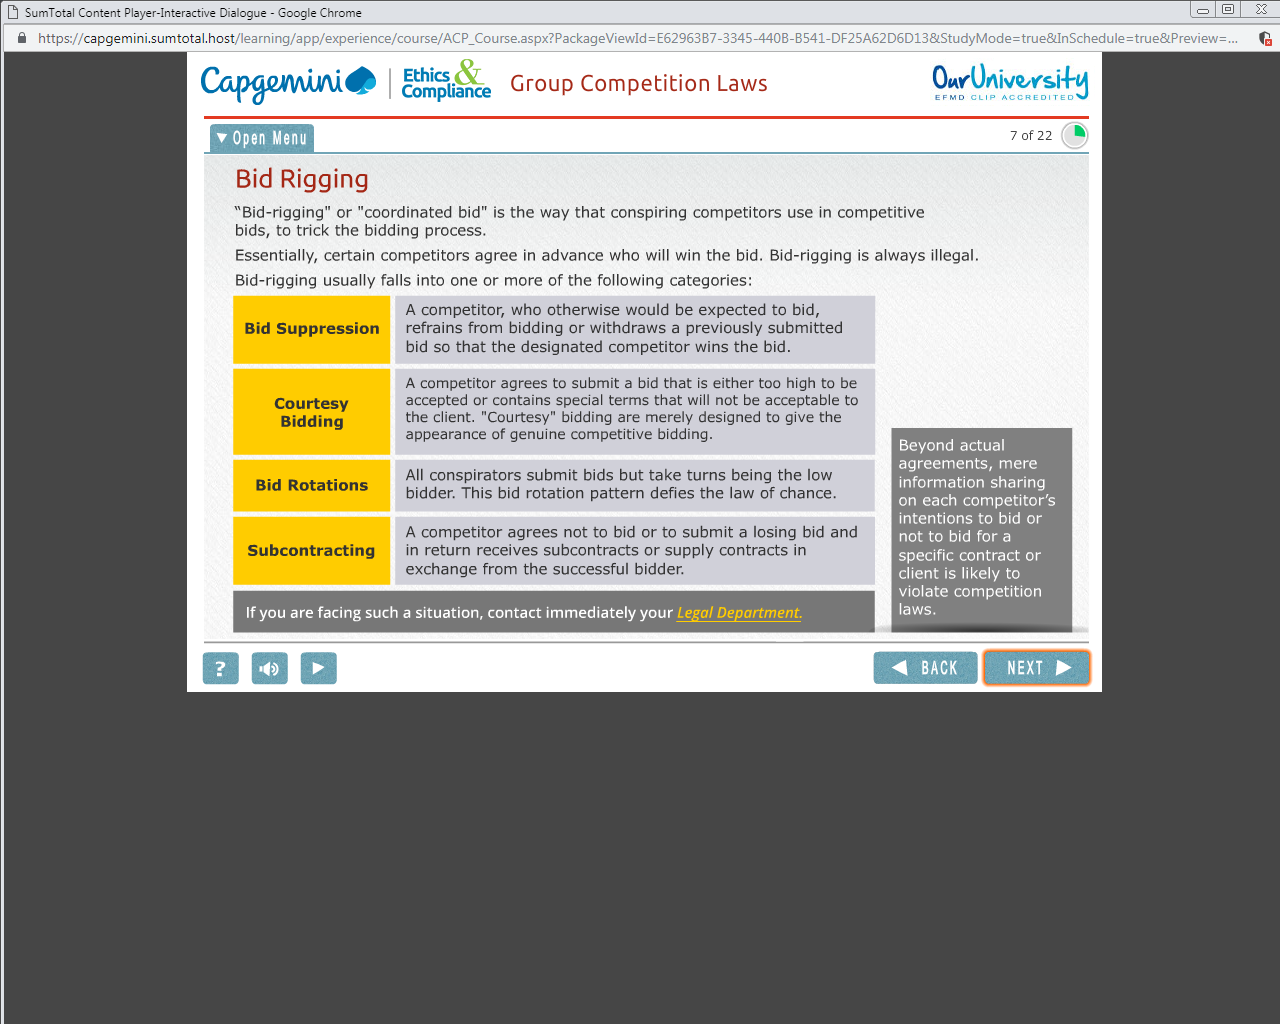 SumTotal Content Player-Interactive Dialogue - Google Chrome
https://capgemini.sumtotal.host/learning/app/experience/course/ACP_Course.aspx?PackageViewId=E62963B7-3345-440B-B541-DF25A62D6D13&StudyMode=true&InSchedule=true&Preview=...
Capgemini
Ethics &
Compliance
Group Competition Laws
OurUniversity
EFMD CLIP ACCREDITED
Open Menu
7 of 22
Bid Rigging
“Bid-rigging" or "coordinated bid" is the way that conspiring competitors use in competitive
bids, to trick the bidding process.
Essentially, certain competitors agree in advance who will win the bid. Bid-rigging is always illegal.
Bid-rigging usually falls into one or more of the following categories:
Bid Suppression
A competitor, who otherwise would be expected to bid,
refrains from bidding or withdraws a previously submitted
bid so that the designated competitor wins the bid.
Courtesy
Bidding
A competitor agrees to submit a bid that is either too high to be
accepted or contains special terms that will not be acceptable to
the client. "Courtesy" bidding are merely designed to give the
appearance of genuine competitive bidding.
Bid Rotations
All conspirators submit bids but take turns being the low
bidder. This bid rotation pattern defies the law of chance.
Subcontracting
A competitor agrees not to bid or to submit a losing bid and
in return receives subcontracts or supply contracts in
exchange from the successful bidder.
If you are facing such a situation, contact immediately your Legal Department.
Beyond actual
agreements, mere
information sharing
on each competitor’s
intentions to bid or
not to bid for a
specific contract or
client is likely to
violate competition
laws.
?
BACK
NEXT